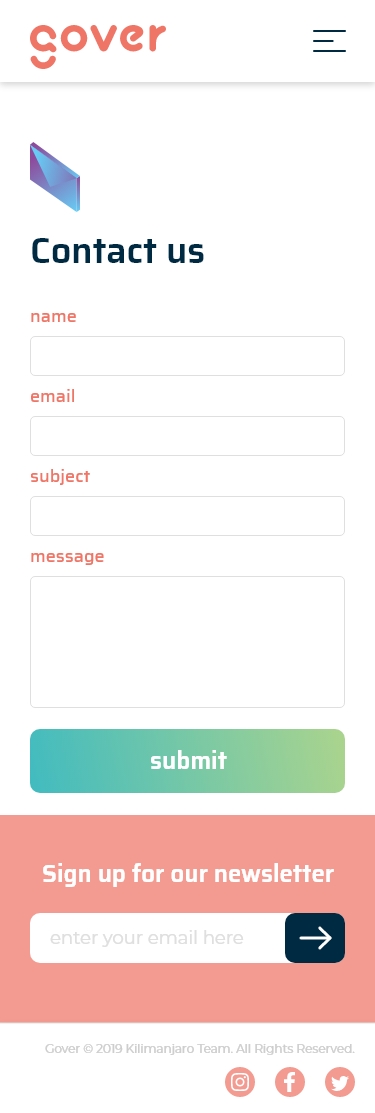 gover
Contact us
name
email
subject
message
submit
Sign up for our newsletter
enter your email here
Gover © 2019 Kilimanjaro Team. All Rights Reserved.